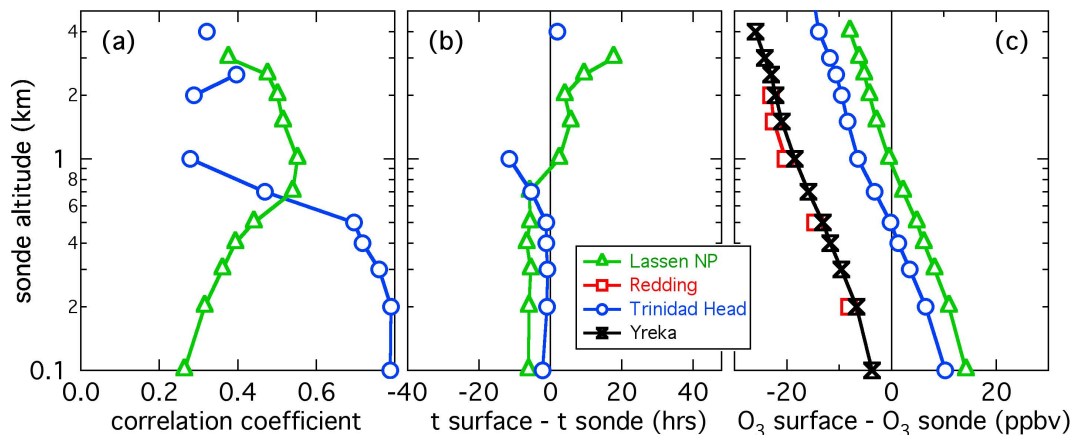 (a)
(b)
(c)
sonde altitude (km)
4
2
1
8
6
4
2
0.1
0.0 0.2 0.4 0.6
correlation coefficient
-40 0 40
t surface - t sonde (hrs)
-20 0 20
O₃ surface - O₃ sonde (ppbv)
Lassen NP
Redding
Trinidad Head
Yreka